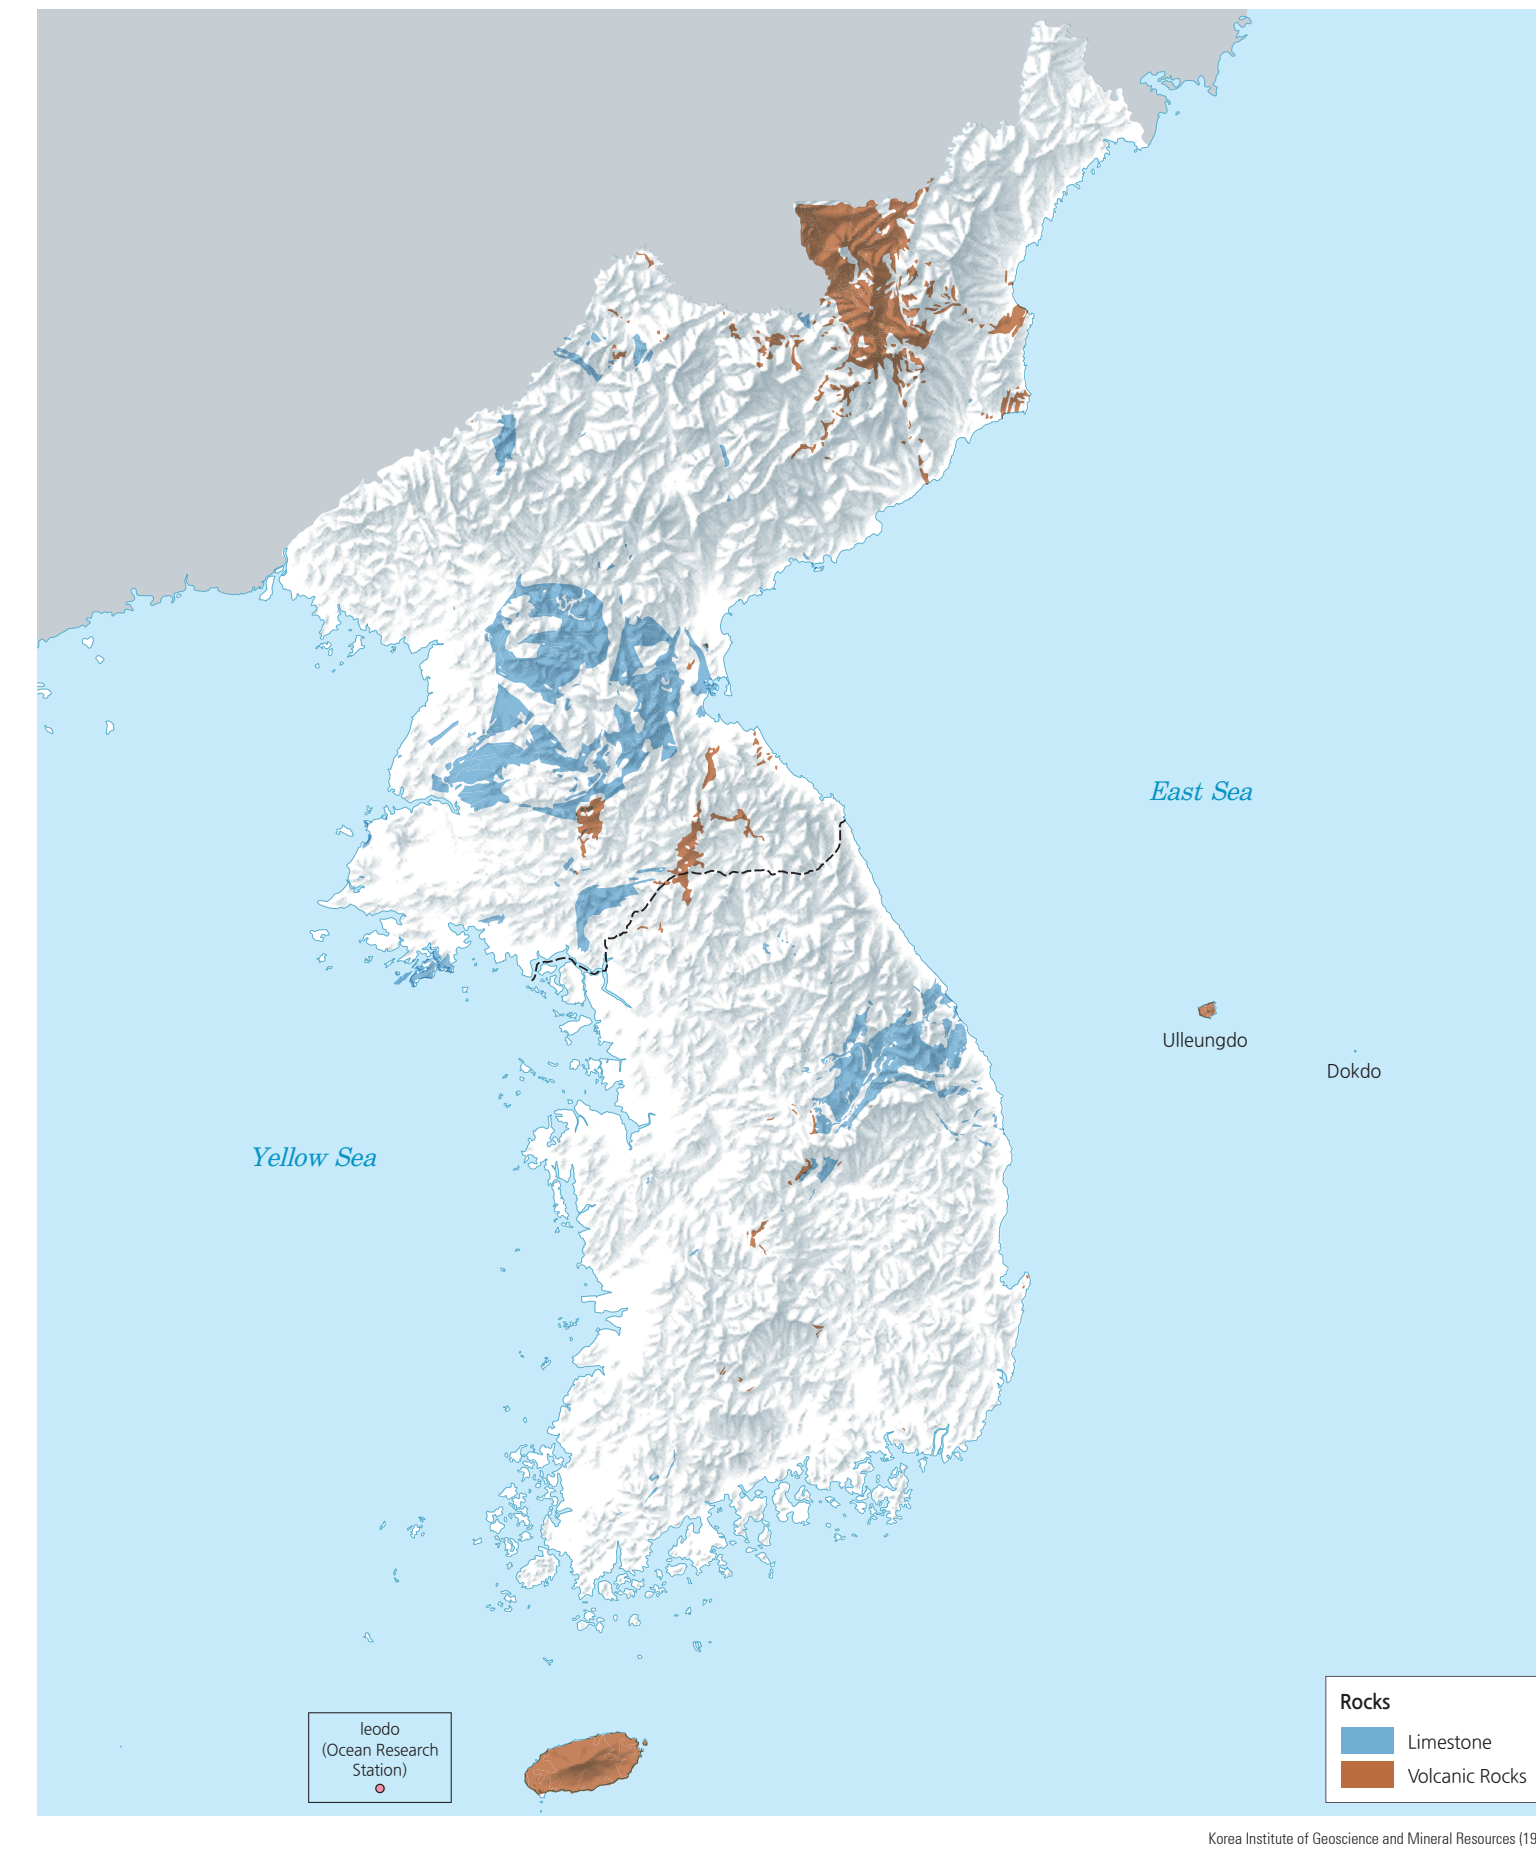 East Sea
Ulleungdo
Dokdo
Yellow Sea
Ieodo
(Ocean Research
Station)
Rocks
Limestone
Volcanic Rocks
Korea Institute of Geoscience and Mineral Resources (19